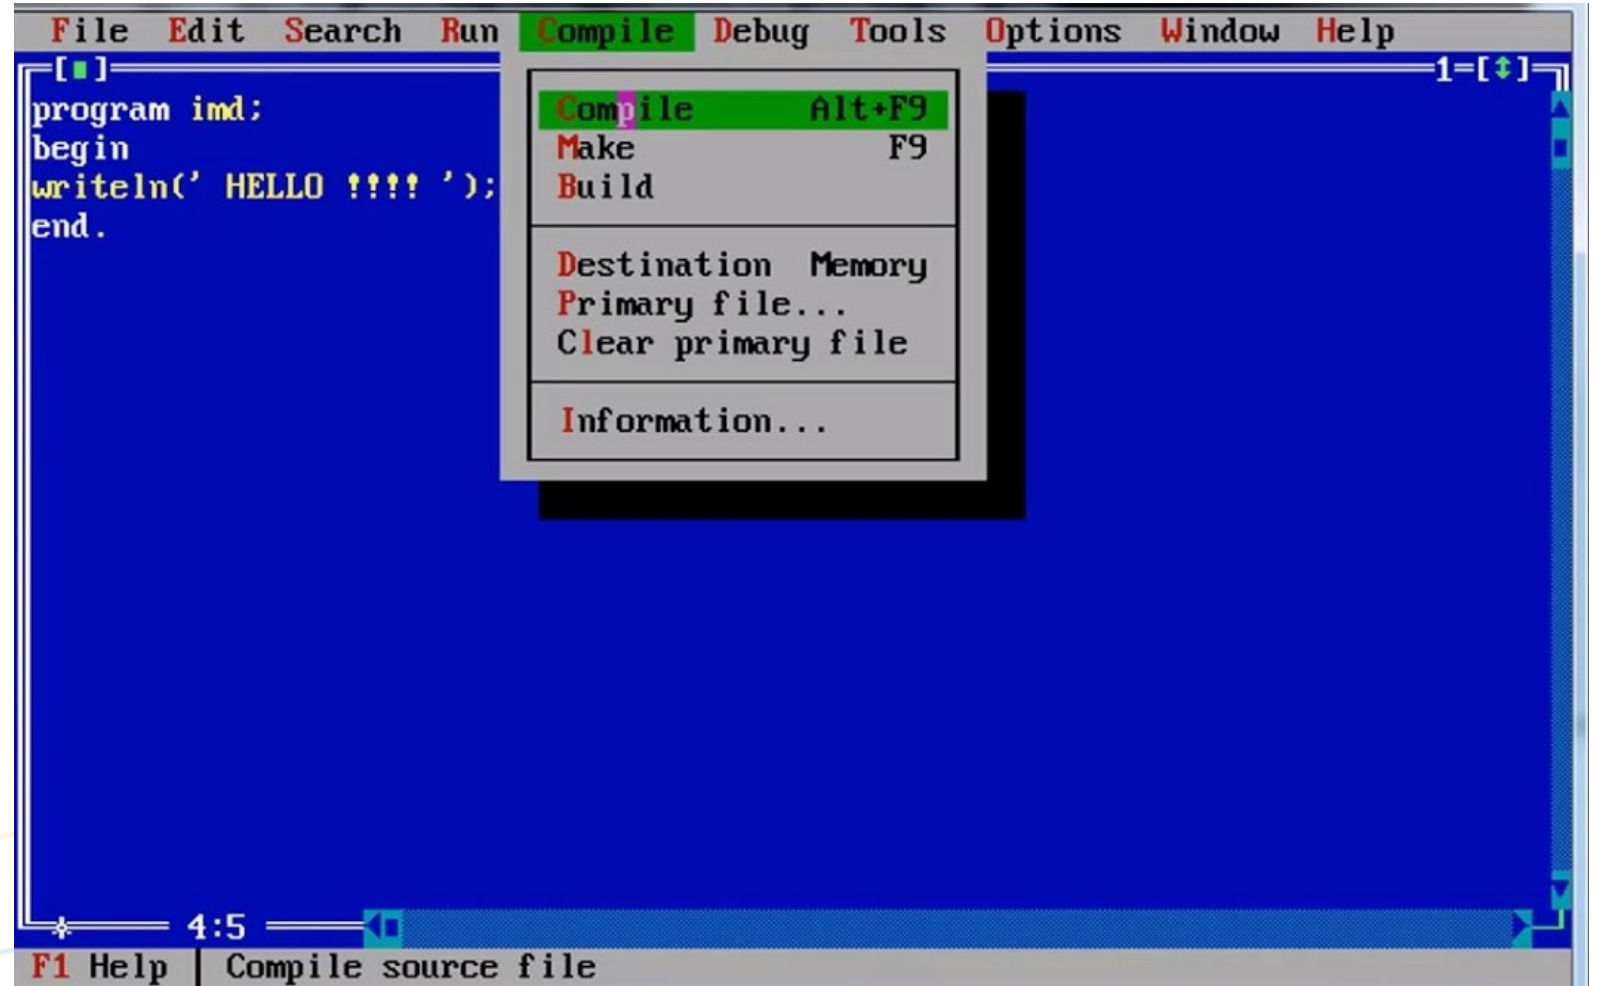 File Edit Search Run Compile Debug Tools Options Window Help
[■] 1=[↕]
program imd;
begin
writeln(' HELLO !!!! ');
end.
Compile Alt+F9
Make F9
Build
Destination Memory
Primary file...
Clear primary file
Information...
4:5
F1 Help | Compile source file